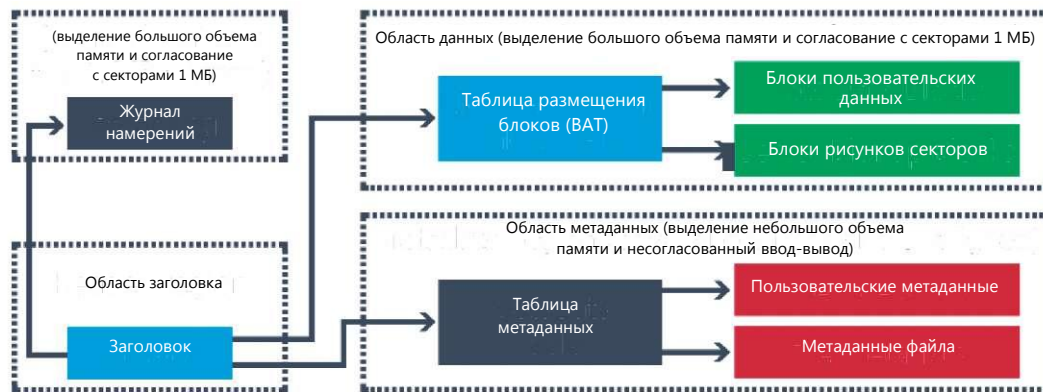 (выделение большого объема
памяти и согласование
с секторами 1 МБ)
Журнал
намерений
Область данных (выделение большого объема памяти и согласование с секторами 1 МБ)
Таблица размещения
блоков (BAT)
Блоки пользовательских
данных
Блоки рисунков секторов
Область заголовка
Заголовок
Область метаданных (выделение небольшого объема
памяти и несогласованный ввод-вывод)
Таблица
метаданных
Пользовательские метаданные
Метаданные файла